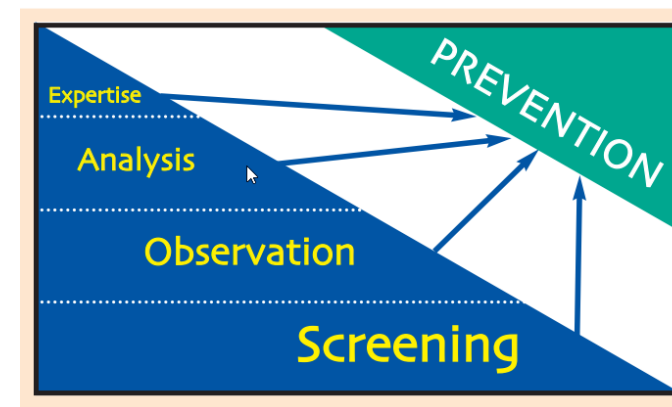 Expertise
PREVENTION
Analysis
Observation
Screening